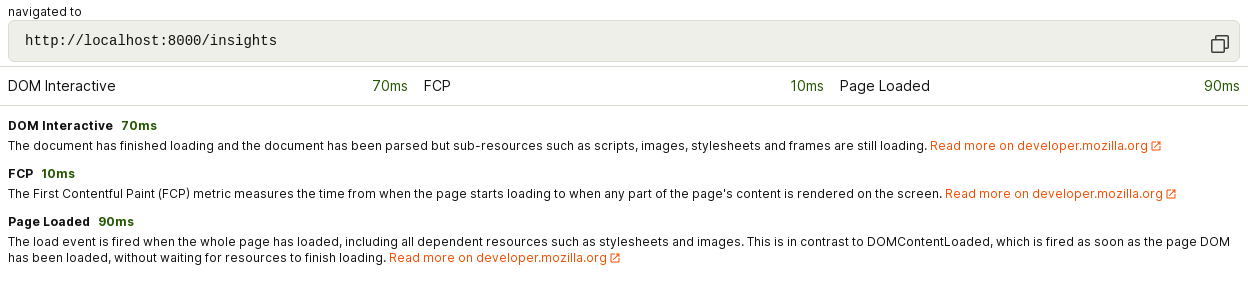 navigated to
http://localhost:8000/insights
DOM Interactive 70ms FCP 10ms Page Loaded 90ms
DOM Interactive 70ms
The document has finished loading and the document has been parsed but sub-resources such as scripts, images, stylesheets and frames are still loading. Read more on developer.mozilla.org
FCP 10ms
The First Contentful Paint (FCP) metric measures the time from when the page starts loading to when any part of the page's content is rendered on the screen. Read more on developer.mozilla.org
Page Loaded 90ms
The load event is fired when the whole page has loaded, including all dependent resources such as stylesheets and images. This is in contrast to DOMContentLoaded, which is fired as soon as the page DOM
has been loaded, without waiting for resources to finish loading. Read more on developer.mozilla.org